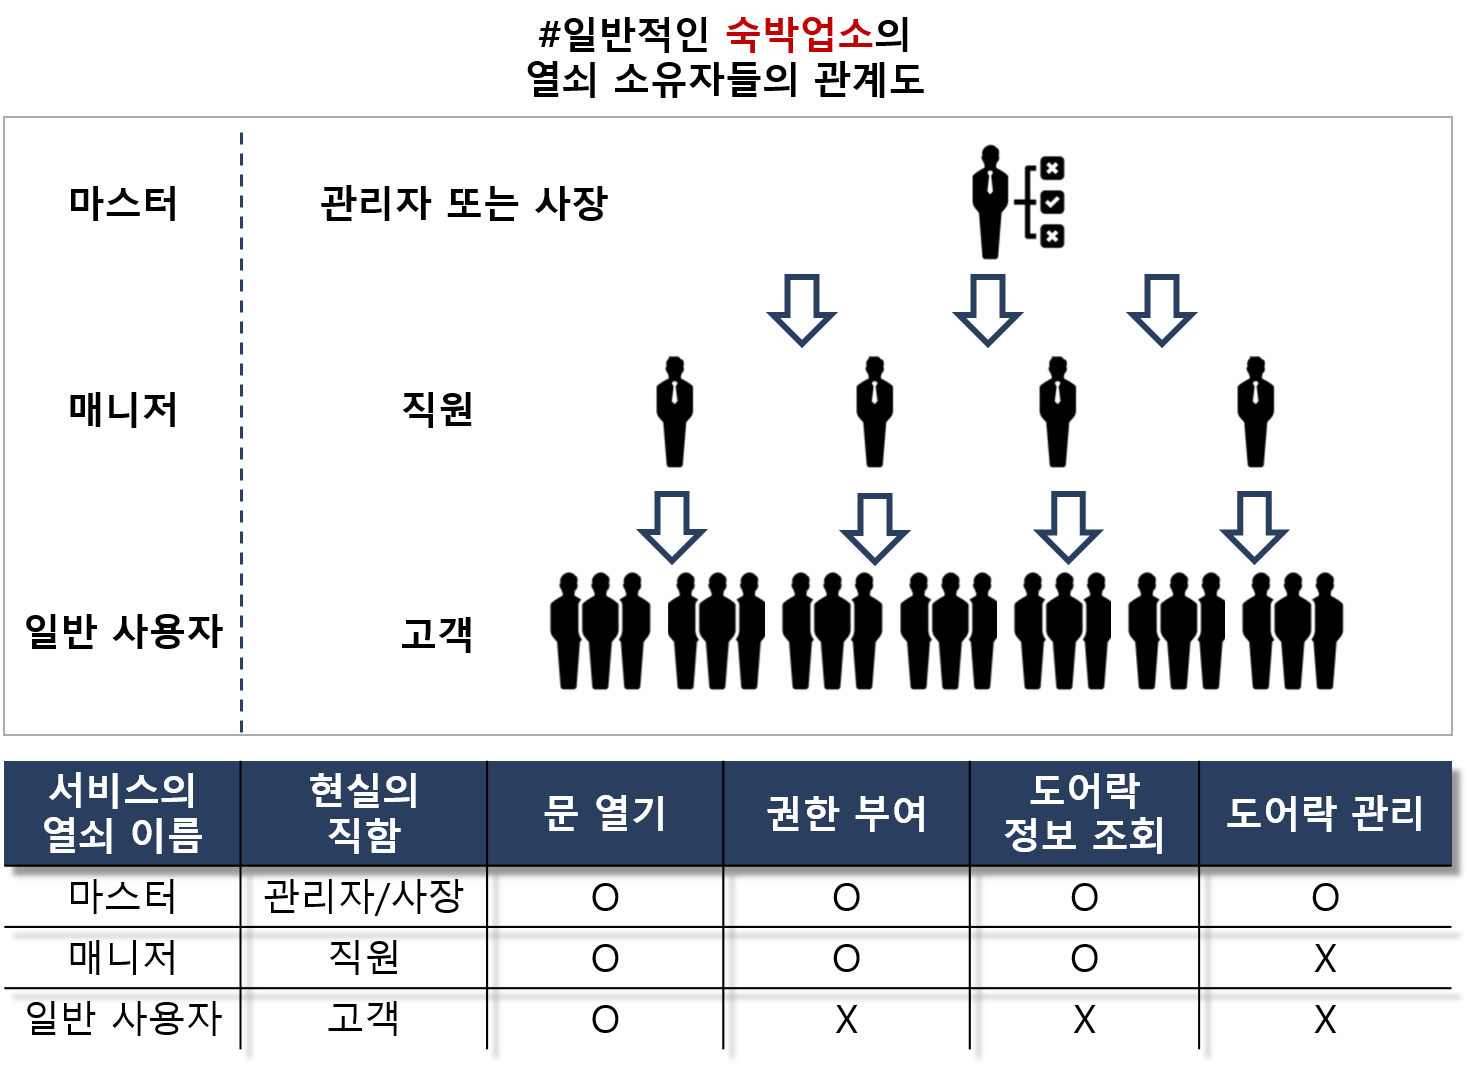 #일반적인 숙박업소의
열쇠 소유자들의 관계도
마스터 관리자 또는 사장
매니저 직원
일반 사용자 고객
서비스의 열쇠 이름 현실의 직함 문 열기 권한 부여 도어락 정보 조회 도어락 관리
마스터 관리자/사장 O O O O
매니저 직원 O O O X
일반 사용자 고객 O X X X